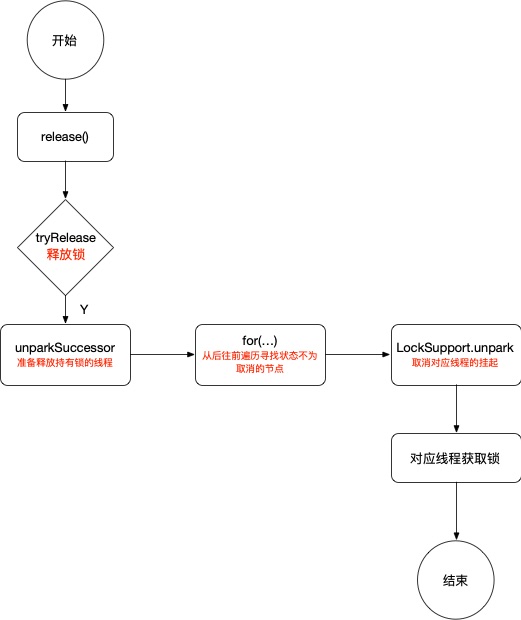 开始
release()
tryRelease
释放锁
Y
unparkSuccessor
准备释放持有锁的线程
for(...)
从后往前遍历寻找状态不为
取消的节点
LockSupport.unpark
取消对应线程的挂起
对应线程获取锁
结束